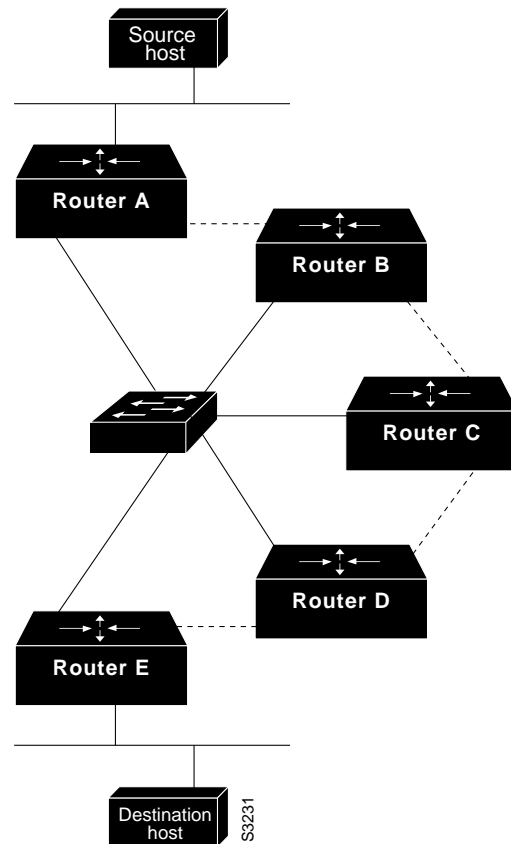 Source
host
Router A
Router B
Router C
Router D
Router E
Destination
host
S3231